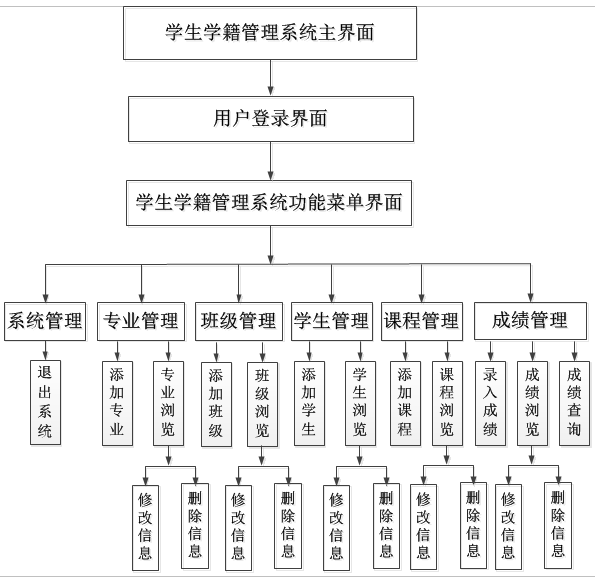 学生学籍管理系统主界面
用户登录界面
学生学籍管理系统功能菜单界面
系统管理
专业管理
班级管理
学生管理
课程管理
成绩管理
退出系统
添加专业
专业浏览
添加班级
班级浏览
添加学生
学生浏览
添加课程
课程浏览
录入成绩
成绩浏览
成绩查询
修改信息
删除信息
修改信息
删除信息
修改信息
删除信息
修改信息
删除信息
修改信息
删除信息